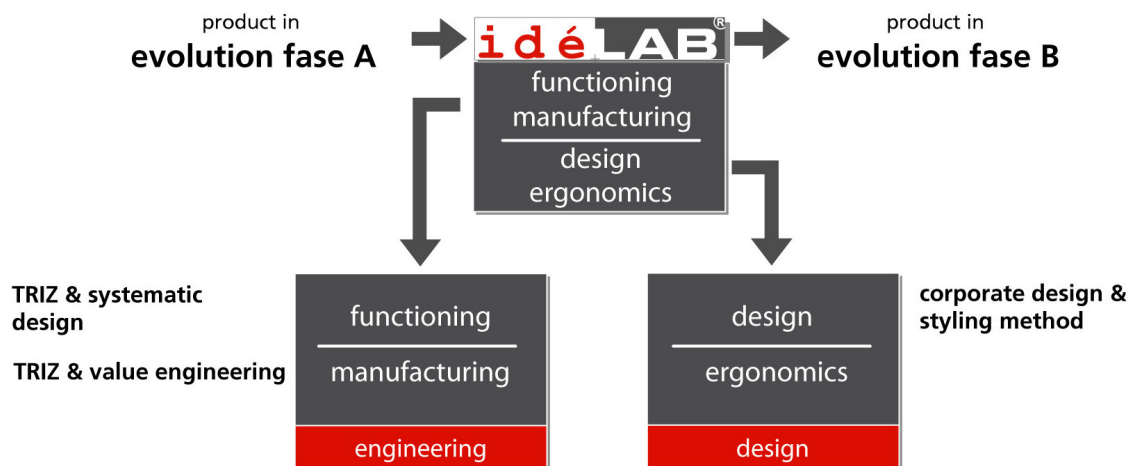 product in
evolution fase A
idéLAB®
product in
evolution fase B
functioning
manufacturing
design
ergonomics
TRIZ & systematic
design
TRIZ & value engineering
functioning
manufacturing
engineering
design
ergonomics
design
corporate design &
styling method